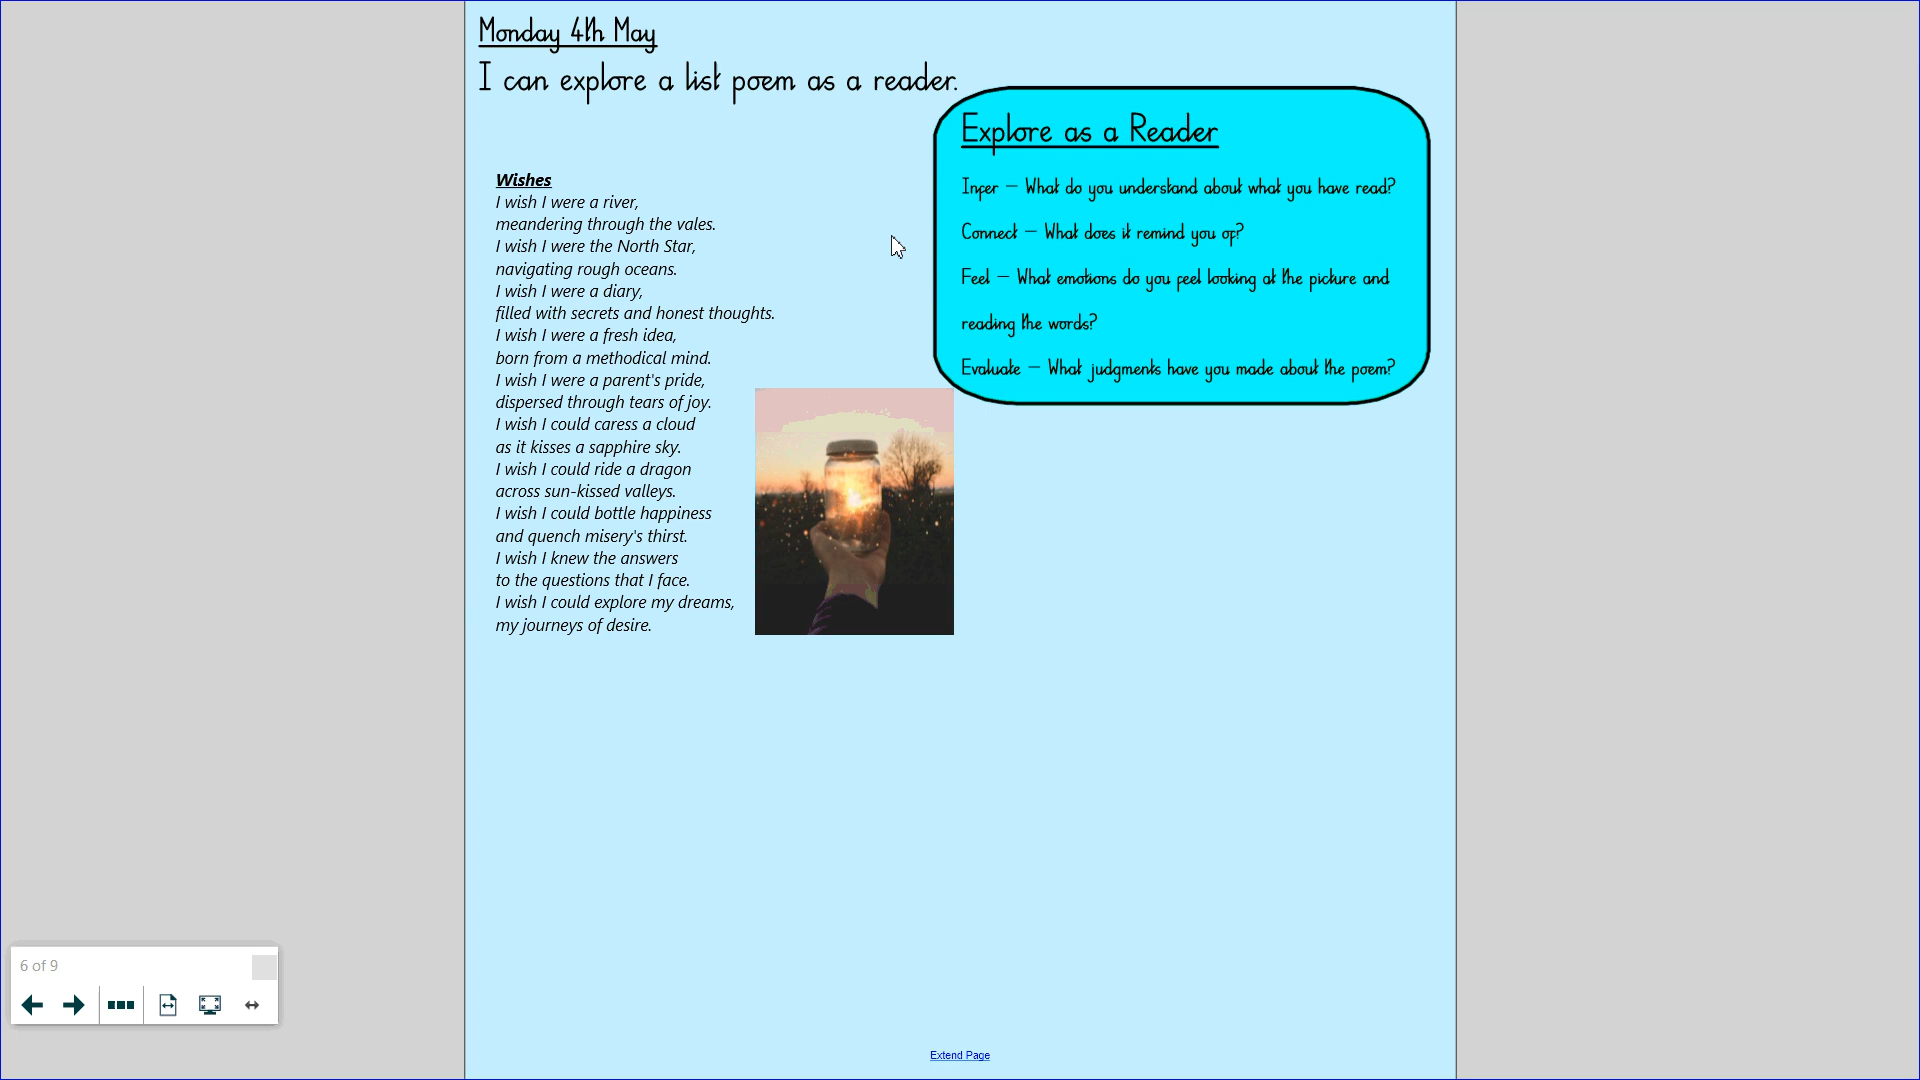 Monday 4th May
I can explore a list poem as a reader.
Explore as a Reader
Infer – What do you understand about what you have read?
Connect – What does it remind you of?
Feel – What emotions do you feel looking at the picture and
reading the words?
Evaluate – What judgments have you made about the poem?
Wishes
I wish I were a river,
meandering through the vales.
I wish I were the North Star,
navigating rough oceans.
I wish I were a diary,
filled with secrets and honest thoughts.
I wish I were a fresh idea,
born from a methodical mind.
I wish I were a parent's pride,
dispersed through tears of joy.
I wish I could caress a cloud
as it kisses a sapphire sky.
I wish I could ride a dragon
across sun-kissed valleys.
I wish I could bottle happiness
and quench misery's thirst.
I wish I knew the answers
to the questions that I face.
I wish I could explore my dreams,
my journeys of desire.
6 of 9
Extend Page